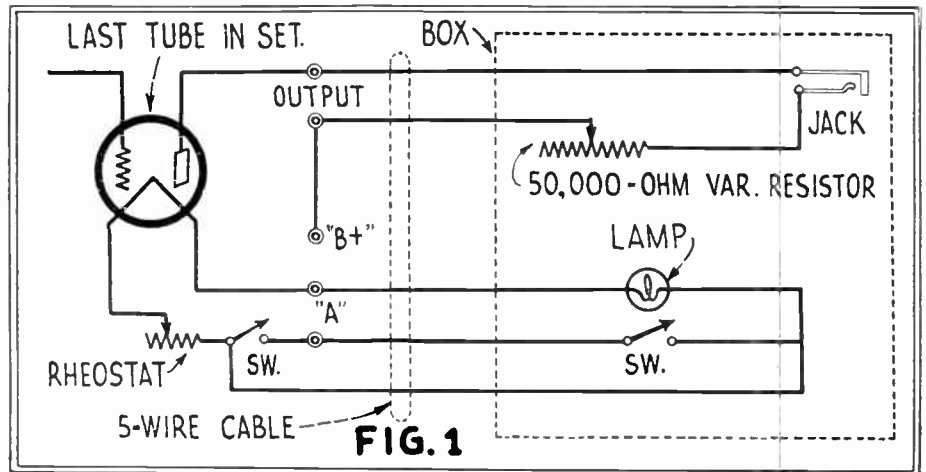 LAST TUBE IN SET.
BOX
OUTPUT
JACK
50,000-OHM VAR. RESISTOR
"B+"
LAMP
"A"
RHEOSTAT
SW.
SW.
5-WIRE CABLE
FIG. 1